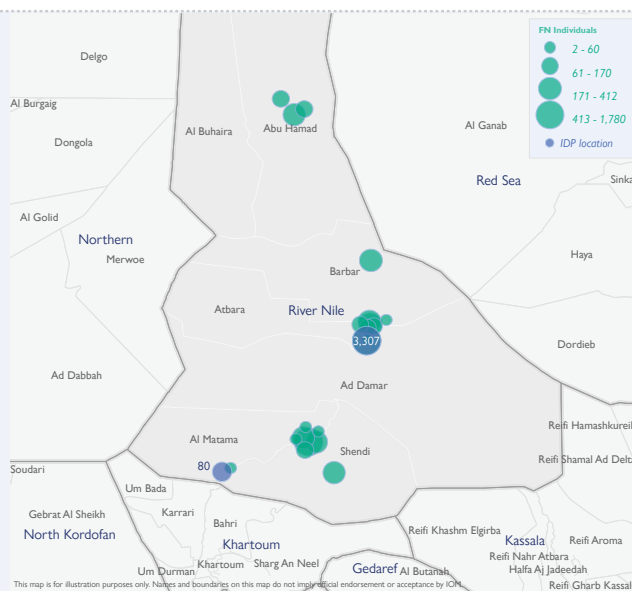 FN Individuals
2 - 60
61 - 170
171 - 412
413 - 1,780
IDP location
Delgo
Al Burgaig
Dongola
Al Buhaira
Abu Hamad
Al Ganab
Red Sea
Sinka
Al Golid
Northern
Merwoe
Haya
Barbar
Atbara
River Nile
3,307
Dordieb
Ad Dabbah
Ad Damar
Al Matama
Shendi
Reifi Hamashkureil
Reifi Shamal Ad Delta
80
Soudari
Um Bada
Gebrat Al Sheikh
Karrari
Bahri
North Kordofan
Khartoum
Reifi Khashm Elgirba
Kassala
Reifi Aroma
Reifi Nahr Atbara
Halfa Aj Jadeedah
Um Durman
Khartoum
Sharg An Neel
Gedaref
Al Butanah
Reifi Gharb Kassal
This map is for illustration purposes only. Names and boundaries on this map do not imply official endorsement or acceptance by IOM.